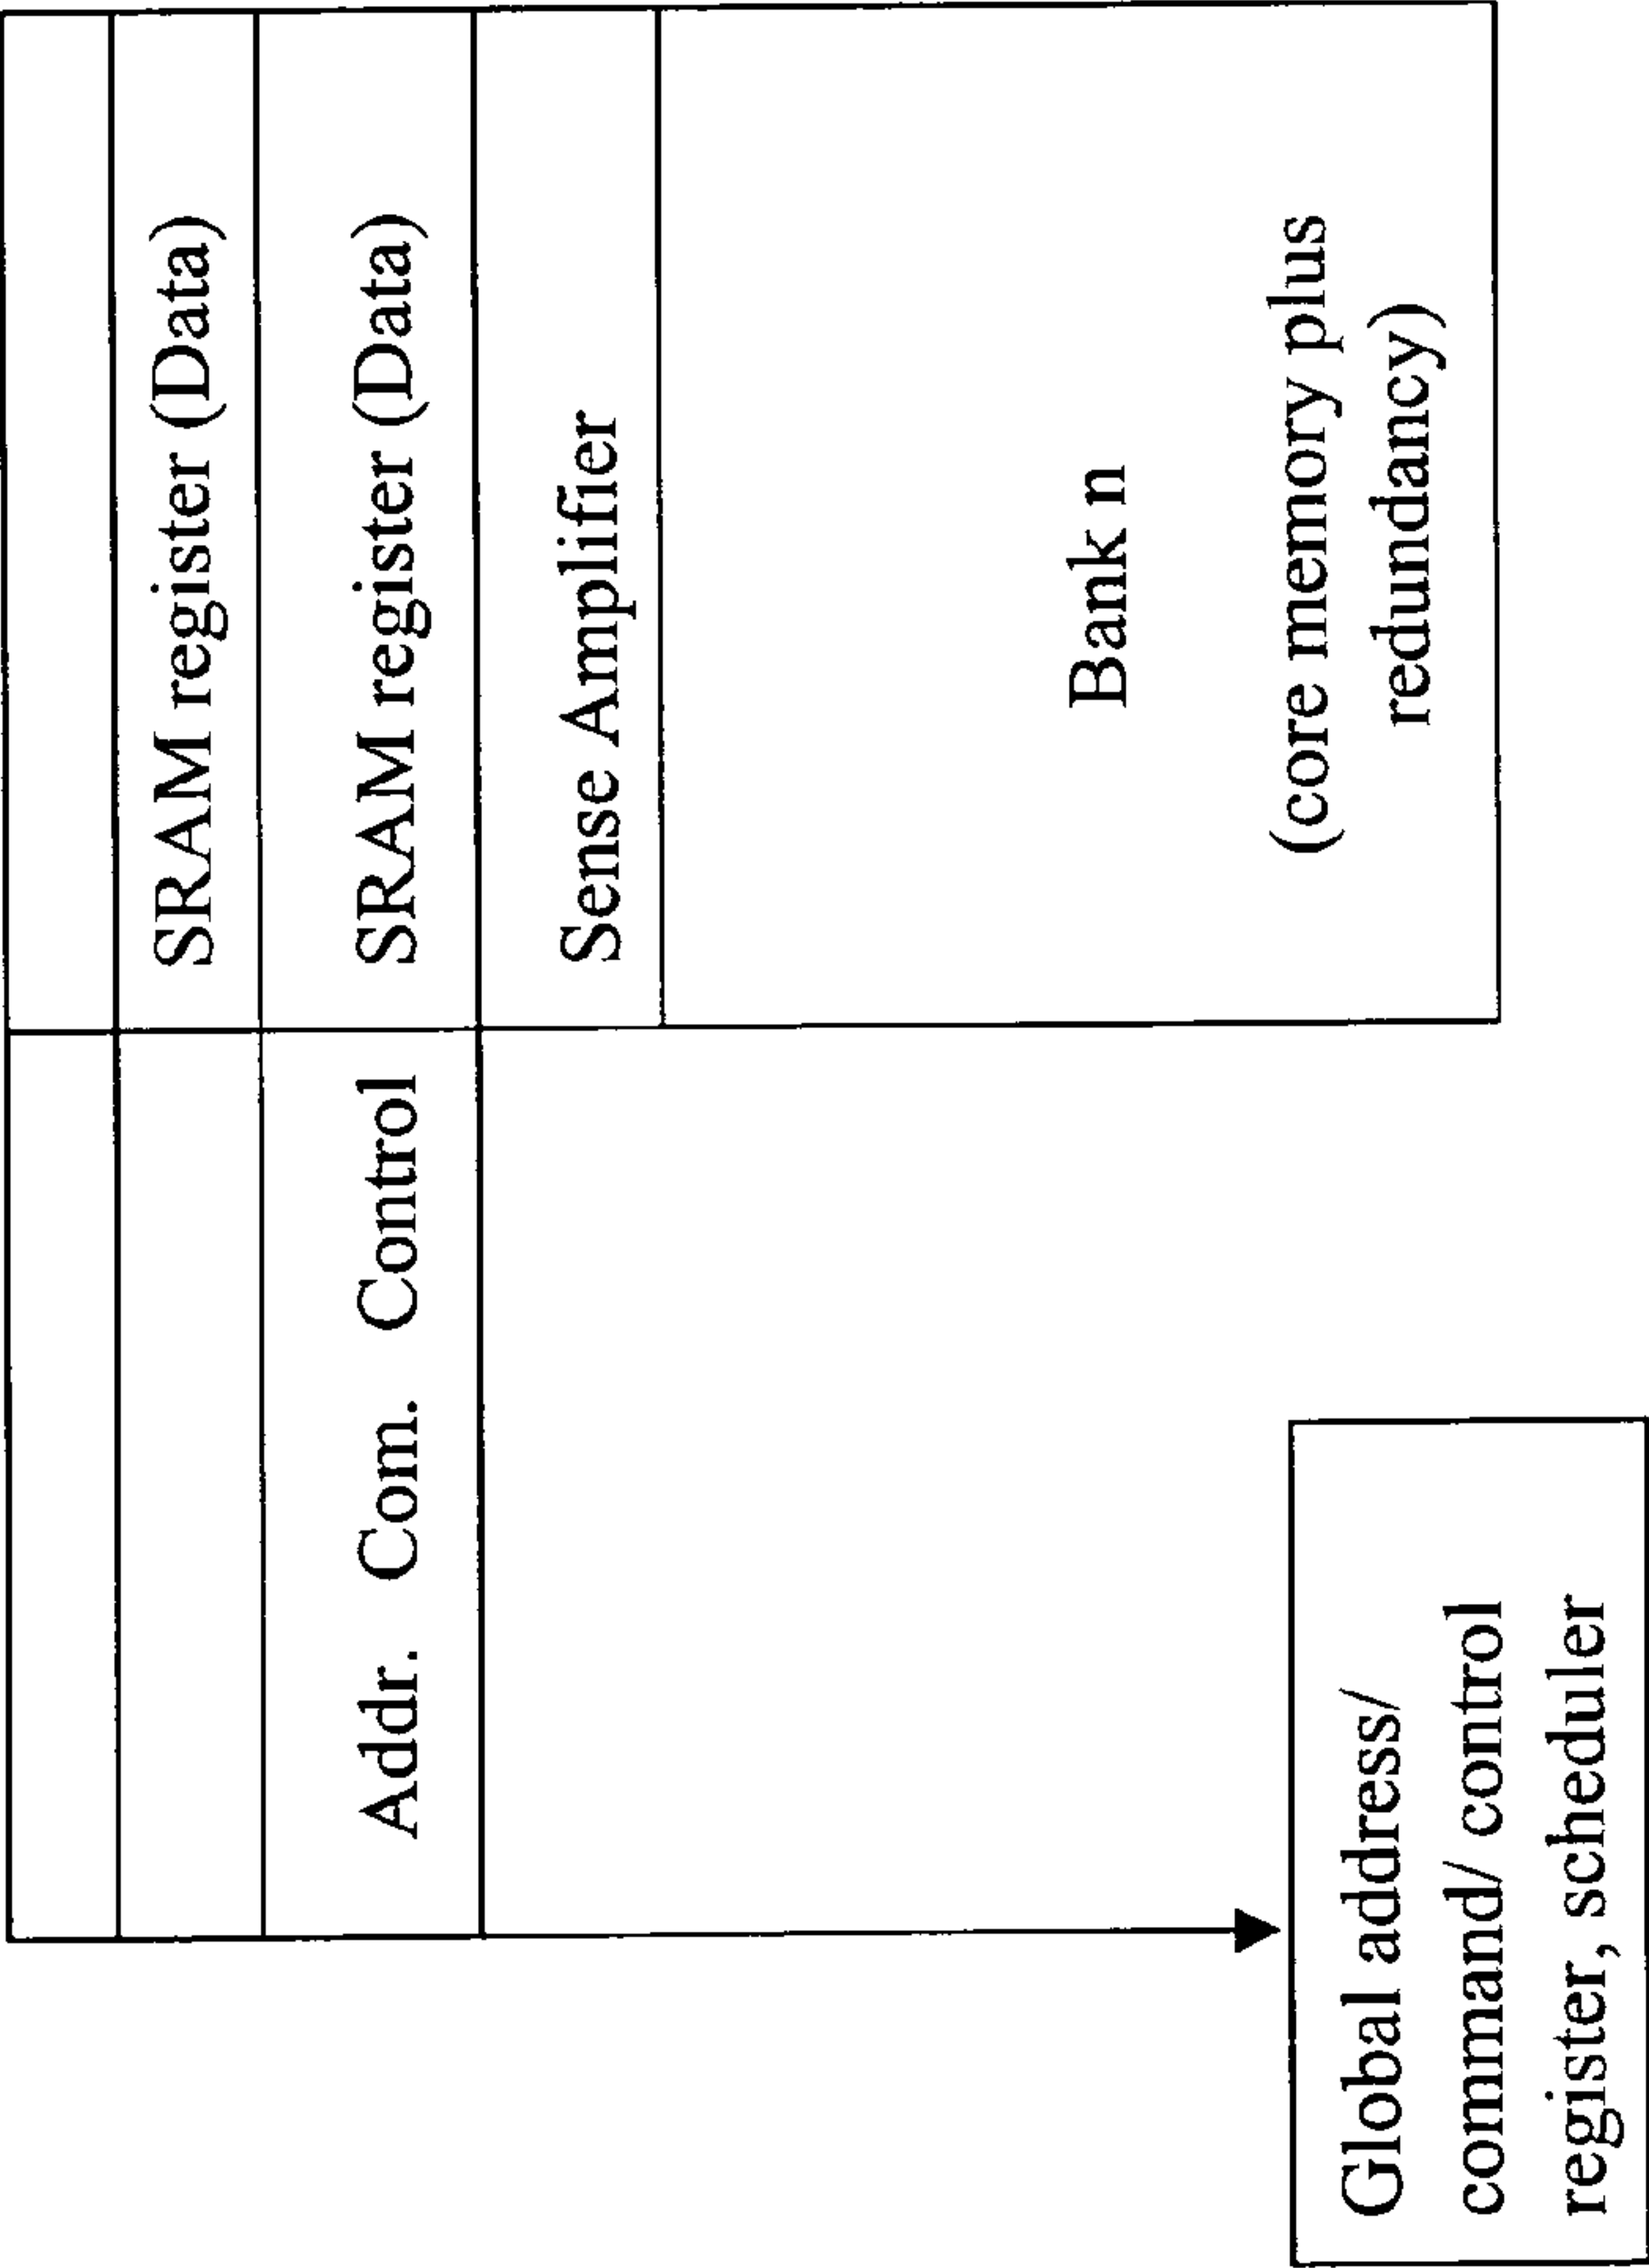 SRAM register (Data)
Addr. Com. Control SRAM register (Data)
Sense Amplifier
Bank n
(core memory plus
redundancy)
Global address/
command/ control
register, scheduler